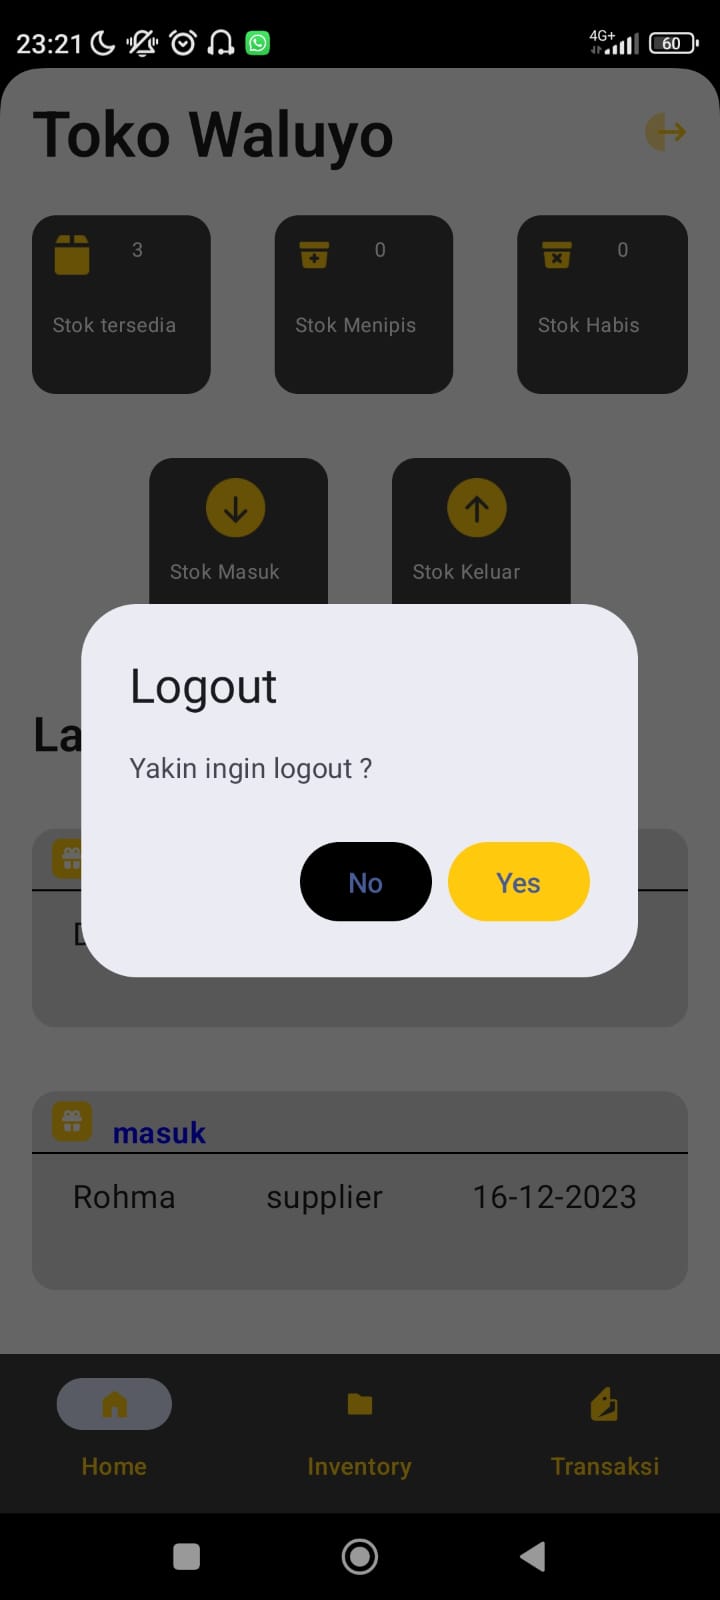 23:21 4G+ 60
Toko Waluyo
3 0 0
Stok tersedia Stok Menipis Stok Habis
Stok Masuk Stok Keluar
Logout
La
Yakin ingin logout ?
No Yes
masuk
Rohma supplier 16-12-2023
Home Inventory Transaksi